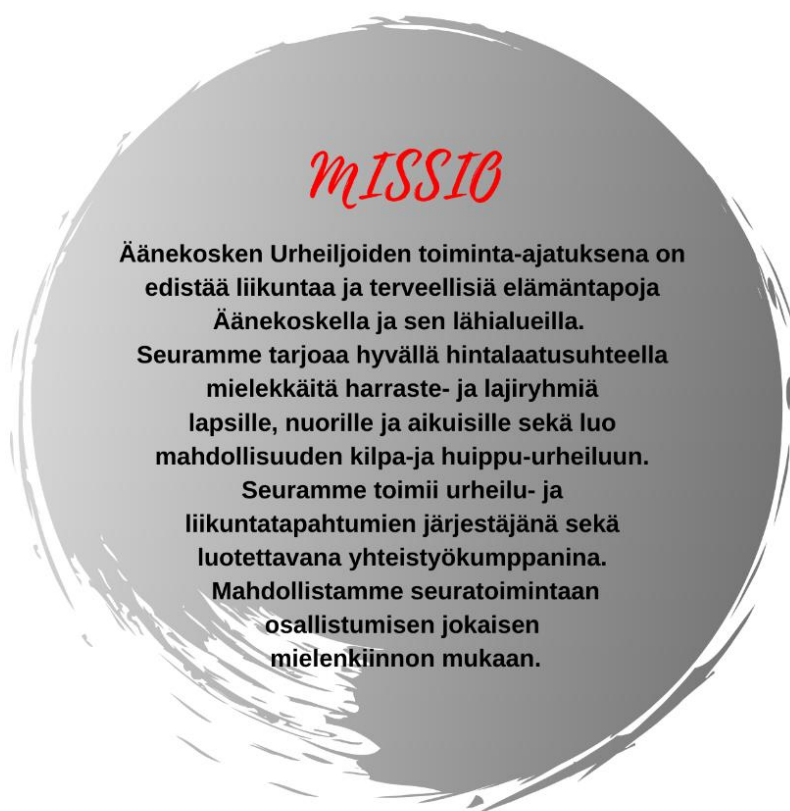 MISSIO
Äänekosken Urheiljoiden toiminta-ajatuksena on
edistää liikuntaa ja terveellisiä elämäntapoja
Äänekoskella ja sen lähialueilla.
Seuramme tarjoaa hyvällä hintalaatusuhteella
mielekkäitä harraste- ja lajiryhmiä
lapsille, nuorille ja aikuisille sekä luo
mahdollisuuden kilpa-ja huippu-urheiluun.
Seuramme toimii urheilu- ja
liikuntatapahtumien järjestäjänä sekä
luotettavana yhteistyökumppanina.
Mahdollistamme seuratoimintaan
osallistumisen jokaisen
mielenkiinnon mukaan.